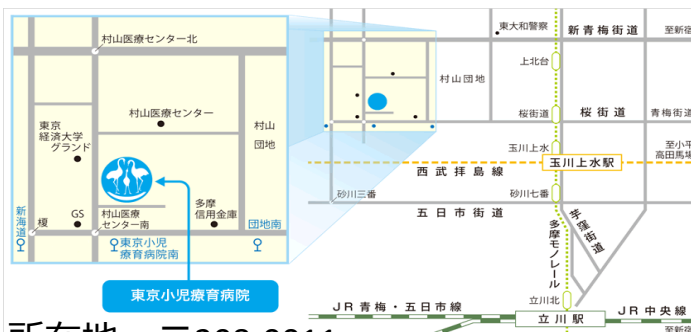 村山医療センター北
東京
経済大学
グランド
村山医療センター
村山
団地
新海道
榎
GS
村山医療
センター南
多摩
信用金庫
団地南
東京小児
療育病院南
東京小児療育病院
東大和警察
新青梅街道
至新宿
上北台
村山団地
桜街道
桜街道
青梅街道
玉川上水
玉川上水駅
至小平
高田馬場
西武拝島線
砂川三番
砂川七番
五日市街道
芋窪街道
多摩モノレール
立川北
JR青梅・五日市線
立川駅
JR中央線
至新宿